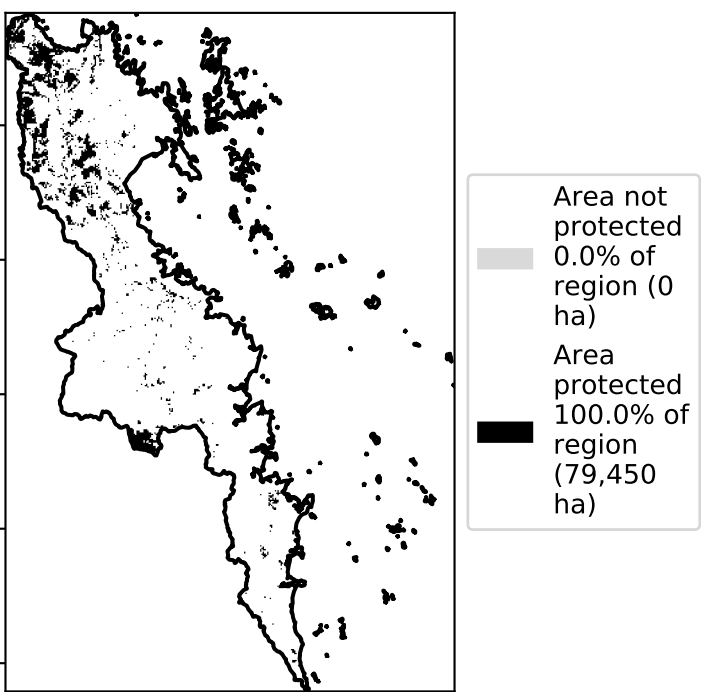 Area not
protected
0.0% of
region (0
ha)
Area
protected
100.0% of
region
(79,450
ha)